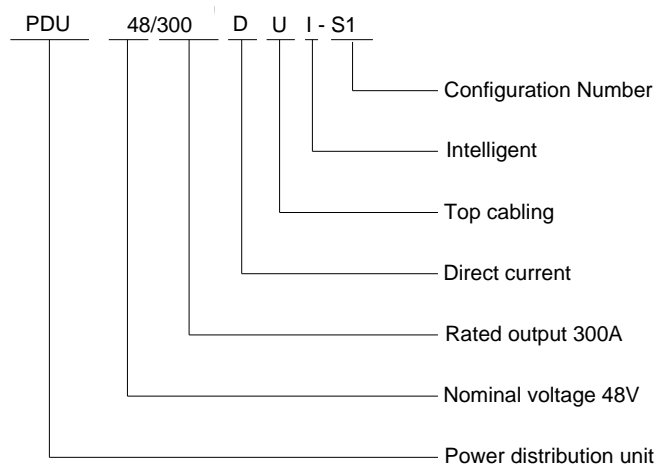 PDU 48/300 D U I - S1
Configuration Number
Intelligent
Top cabling
Direct current
Rated output 300A
Nominal voltage 48V
Power distribution unit